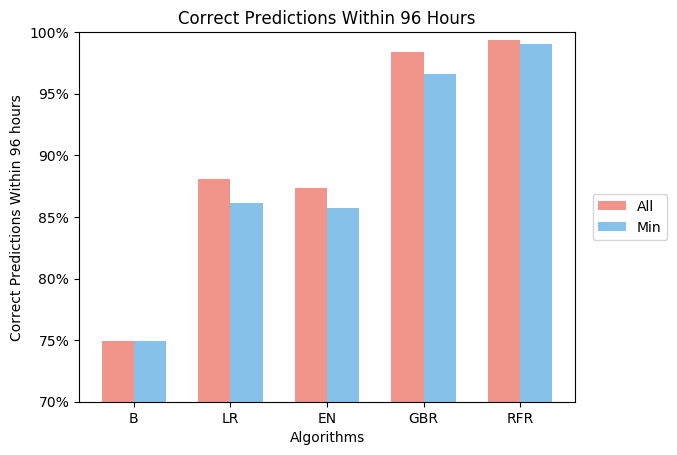 Correct Predictions Within 96 Hours
Correct Predictions Within 96 hours
100%
95%
90%
85%
80%
75%
70%
B LR EN GBR RFR
Algorithms
All
Min